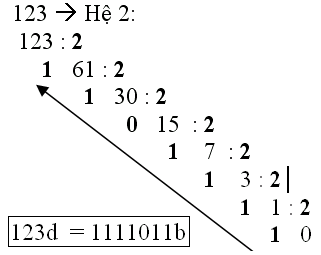 123 → Hệ 2:
123 : 2
1 61 : 2
1 30 : 2
0 15 : 2
1 7 : 2
1 3 : 2
1 1 : 2
123d = 1111011b
1 0